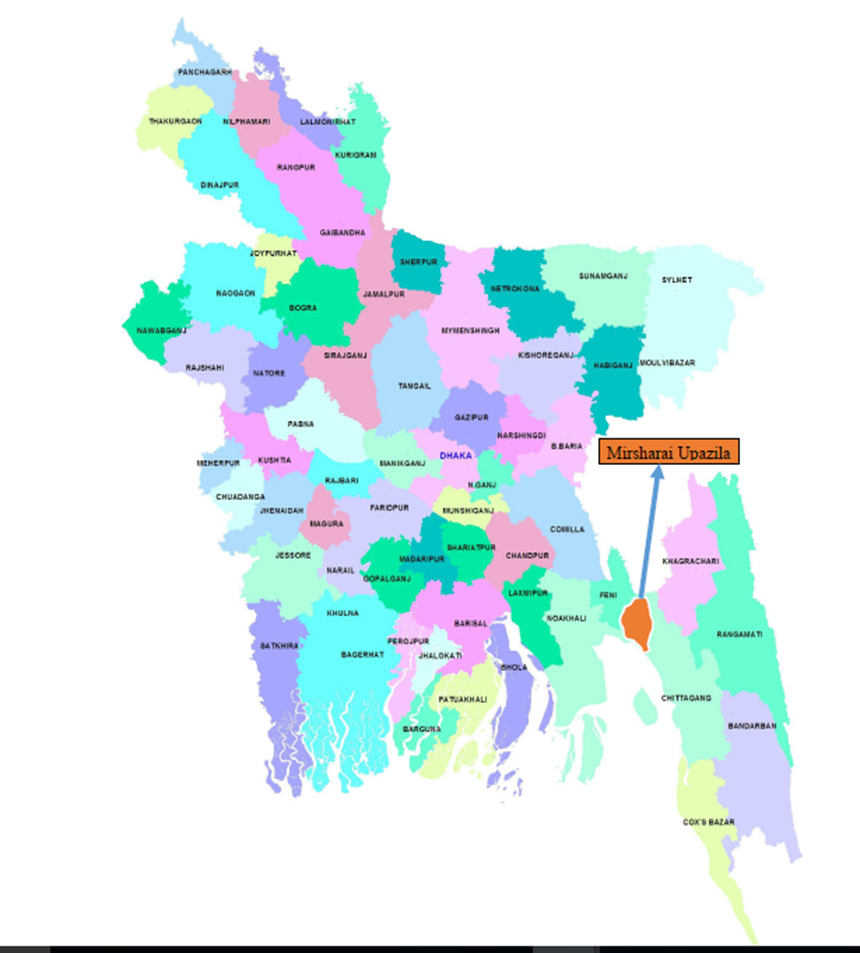 PANCHAGARH
THAKURGAON
NILPHAMARI
LALMONIRHAT
KURIGRAM
RANGPUR
DINAJPUR
GAIBANDHA
JOYPURHAT
SHERPUR
SUNAMGANJ
SYLHET
NETROKONA
NAOGAON
JAMALPUR
BOGRA
NAWABGANJ
MYMENSHINGH
SIRAJGANJ
KISHOREGANJ
HABIGANJ
MOULVIBAZAR
RAJSHAHI
NATORE
TANGAIL
GAZIPUR
PABNA
NARSHINGDI
B.BARIA
Mirsharai Upazila
DHAKA
KUSHTIA
MEHERPUR
MANIKGANJ
RAJBARI
N.GANJ
CHUADANGA
JHENAIDAH
FARIDPUR
MUNSHIGANJ
MAGURA
COMILLA
SHARIATPUR
JESSORE
MADARIPUR
CHANDPUR
KHAGRACHARI
NARAIL
GOPALGANJ
LAXMIPUR
FENI
KHULNA
NOAKHALI
BARISAL
RANGAMATI
PEROJPUR
SATKHIRA
BAGERHAT
JHALOKATI
BHOLA
PATUAKHALI
CHITTAGANG
BARGUNA
BANDARBAN
COX'S BAZAR